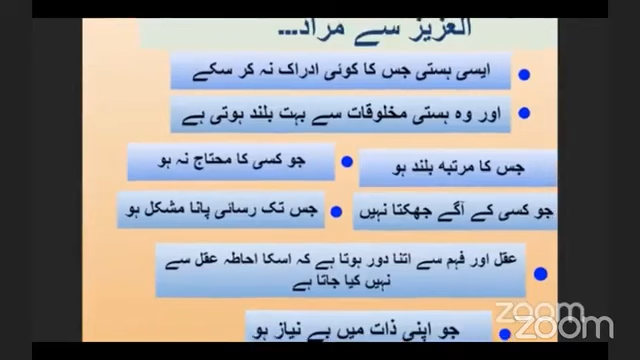 العزیز سے مراد...
ایسی ہستی جس کا کوئی ادراک نہ کر سکے
اور وہ ہستی مخلوقات سے بہت بلند ہوتی ہے
جس کا مرتبہ بلند ہو
جو کسی کا محتاج نہ ہو
جو کسی کے آگے جھکتا نہیں
جس تک رسائی پانا مشکل ہو
عقل اور فہم سے اتنا دور ہوتا ہے کہ اسکا احاطہ عقل سے
نہیں کیا جاتا ہے
جو اپنی ذات میں بے نیاز ہو
zoom
zoom